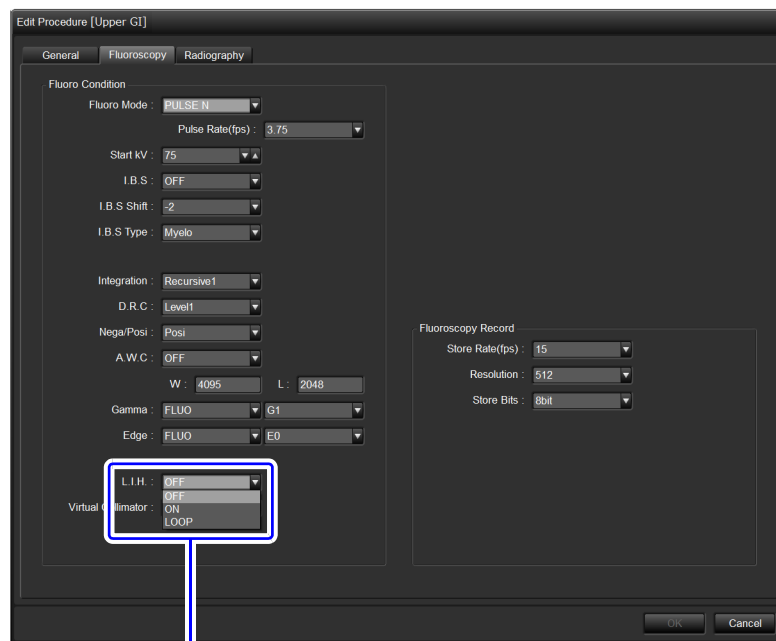 Edit Procedure [Upper GI]
General Fluoroscopy Radiography
Fluoro Condition
Fluoro Mode : PULSE N
Pulse Rate(fps) : 3.75
Start kV : 75
I.B.S : OFF
I.B.S Shift : -2
I.B.S Type : Myelo
Integration : Recursive1
D.R.C : Level1
Nega/Posi : Posi
A.W.C : OFF
W : 4095 L : 2048
Gamma : FLUO G1
Edge : FLUO E0
L.I.H. : OFF
OFF
Virtual C llimator : ON
LOOP
Fluoroscopy Record
Store Rate(fps) : 15
Resolution : 512
Store Bits : 8bit
OK Cancel